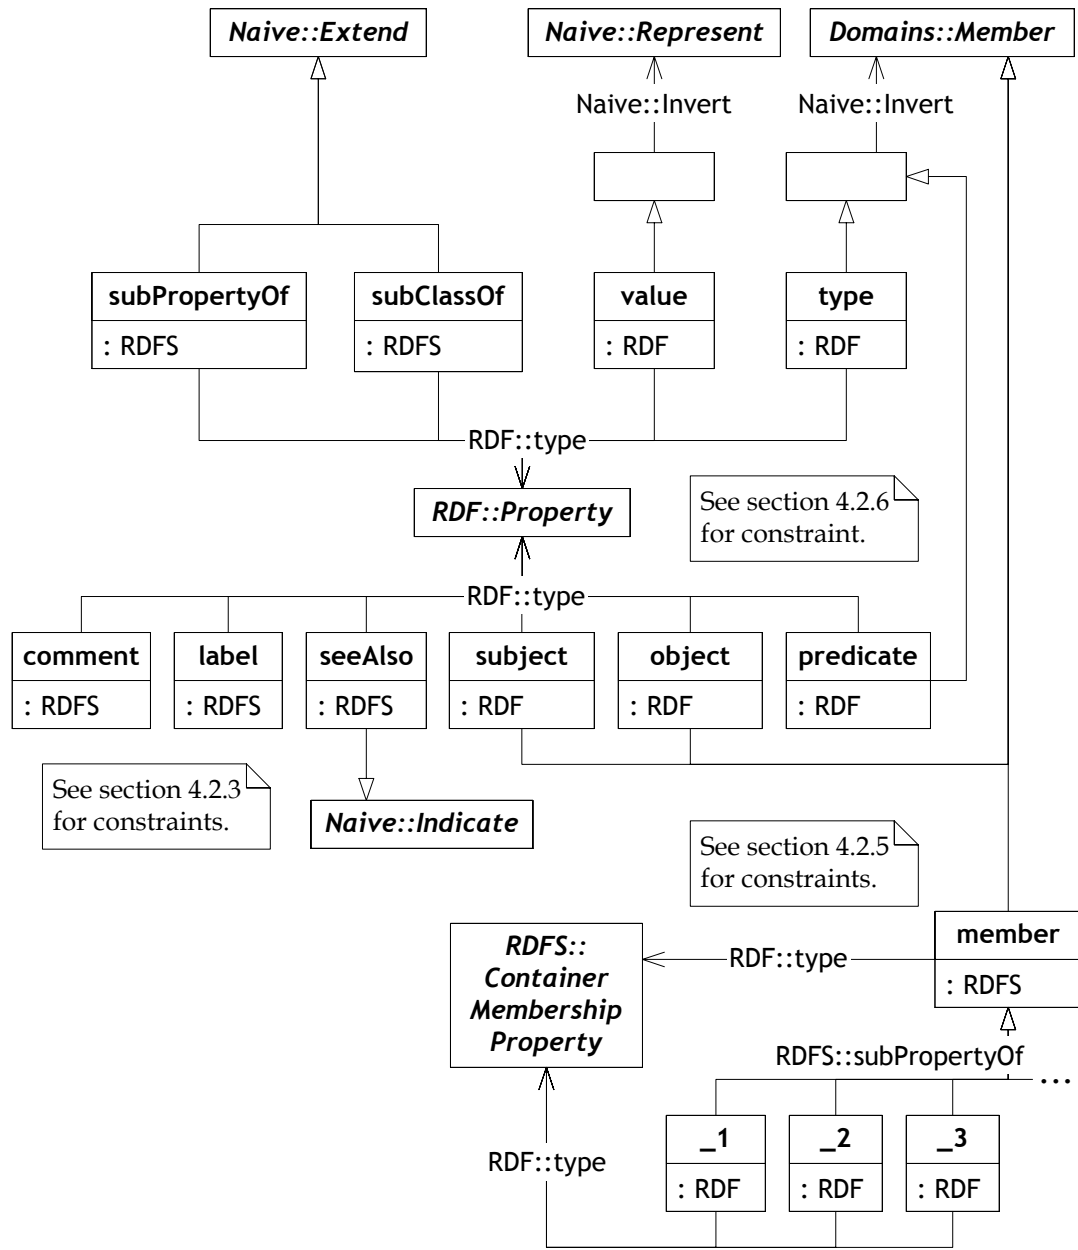 Naive::Extend
Naive::Represent
Domains::Member
Naive::Invert
Naive::Invert
subPropertyOf
: RDFS
subClassOf
: RDFS
value
: RDF
type
: RDF
RDF::type
RDF::Property
See section 4.2.6
for constraint.
RDF::type
comment
: RDFS
label
: RDFS
seeAlso
: RDFS
subject
: RDF
object
: RDF
predicate
: RDF
See section 4.2.3
for constraints.
Naive::Indicate
See section 4.2.5
for constraints.
RDFS::
Container
Membership
Property
RDF::type
member
: RDFS
RDFS::subPropertyOf
...
_1
: RDF
_2
: RDF
_3
: RDF
RDF::type